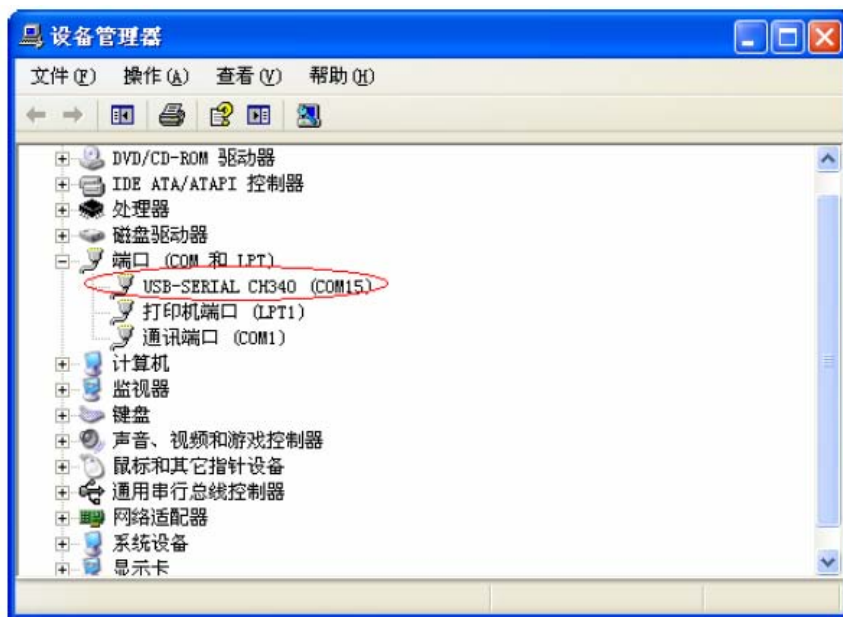 设备管理器
文件(F) 操作(A) 查看(V) 帮助(H)
DVD/CD-ROM 驱动器
IDE ATA/ATAPI 控制器
处理器
磁盘驱动器
端口 (COM 和 LPT)
USB-SERIAL CH340 (COM15)
打印机端口 (LPT1)
通讯端口 (COM1)
计算机
监视器
键盘
声音、视频和游戏控制器
鼠标和其它指针设备
通用串行总线控制器
网络适配器
系统设备
显示卡